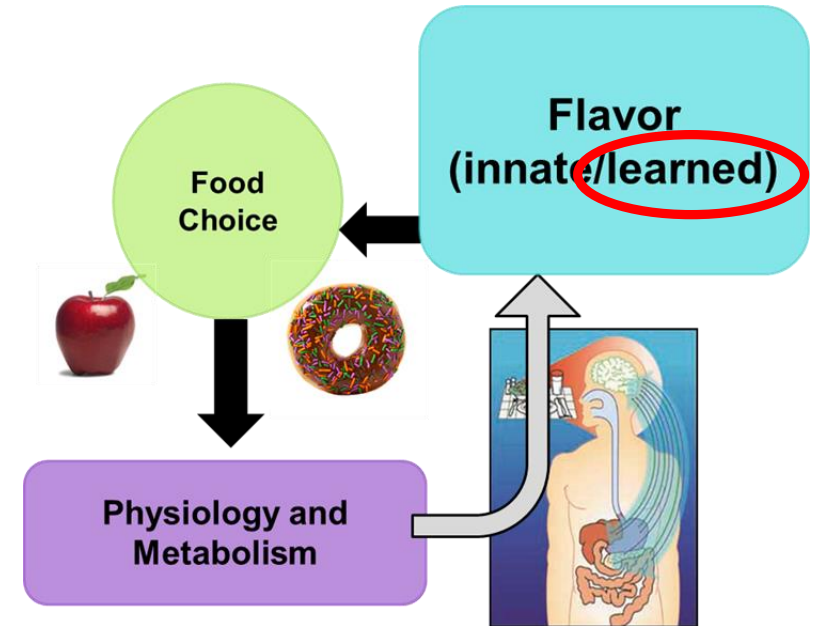 Flavor
(innate/learned)
Food
Choice
Physiology and
Metabolism